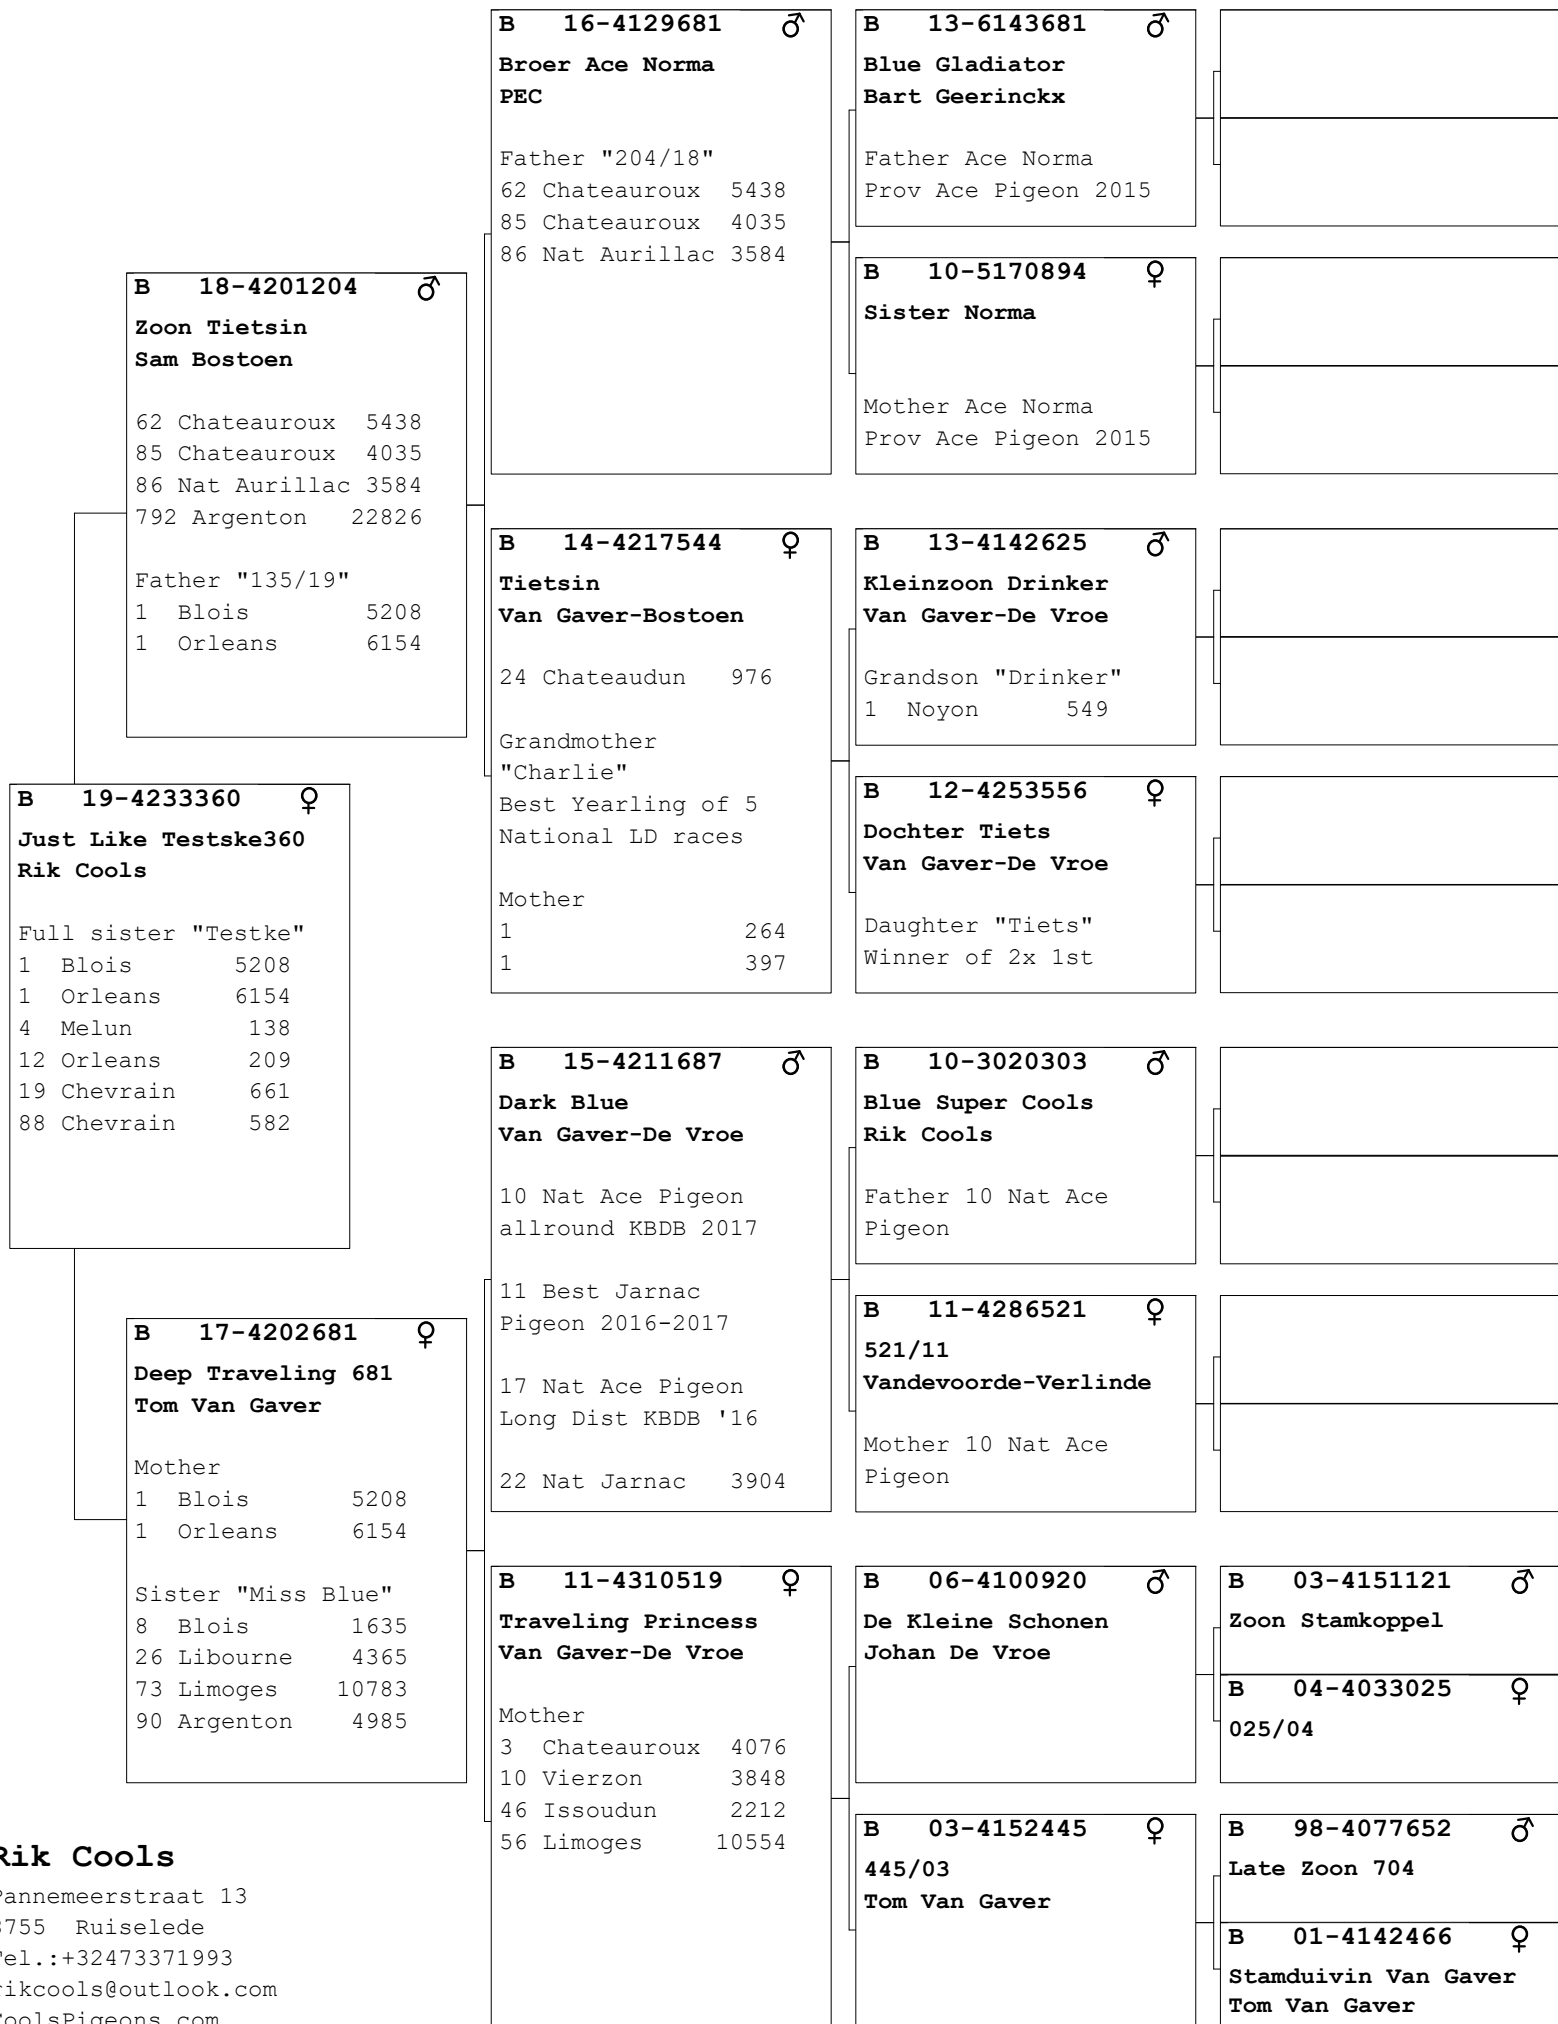 B 16-4129681 ♂
Broer Ace Norma
PEC
Father "204/18"
62 Chateauroux 5438
85 Chateauroux 4035
86 Nat Aurillac 3584
B 13-6143681 ♂
Blue Gladiator
Bart Geerinckx
Father Ace Norma
Prov Ace Pigeon 2015
B 10-5170894 ♀
Sister Norma
Mother Ace Norma
Prov Ace Pigeon 2015
B 18-4201204 ♂
Zoon Tietsin
Sam Bostoen
62 Chateauroux 5438
85 Chateauroux 4035
86 Nat Aurillac 3584
792 Argenton 22826
Father "135/19"
1 Blois 5208
1 Orleans 6154
B 14-4217544 ♀
Tietsin
Van Gaver-Bostoen
24 Chateaudun 976
Grandmother
"Charlie"
Best Yearling of 5
National LD races
Mother
1 264
1 397
B 13-4142625 ♂
Kleinzoon Drinker
Van Gaver-De Vroe
Grandson "Drinker"
1 Noyon 549
B 12-4253556 ♀
Dochter Tiets
Van Gaver-De Vroe
Daughter "Tiets"
Winner of 2x 1st
B 19-4233360 ♀
Just Like Testske360
Rik Cools
Full sister "Testke"
1 Blois 5208
1 Orleans 6154
4 Melun 138
12 Orleans 209
19 Chevrain 661
88 Chevrain 582
B 15-4211687 ♂
Dark Blue
Van Gaver-De Vroe
10 Nat Ace Pigeon
allround KBDB 2017
11 Best Jarnac
Pigeon 2016-2017
17 Nat Ace Pigeon
Long Dist KBDB '16
22 Nat Jarnac 3904
B 10-3020303 ♂
Blue Super Cools
Rik Cools
Father 10 Nat Ace
Pigeon
B 11-4286521 ♀
521/11
Vandevoorde-Verlinde
Mother 10 Nat Ace
Pigeon
B 17-4202681 ♀
Deep Traveling 681
Tom Van Gaver
Mother
1 Blois 5208
1 Orleans 6154
Sister "Miss Blue"
8 Blois 1635
26 Libourne 4365
73 Limoges 10783
90 Argenton 4985
B 11-4310519 ♀
Traveling Princess
Van Gaver-De Vroe
Mother
3 Chateauroux 4076
10 Vierzon 3848
46 Issoudun 2212
56 Limoges 10554
B 06-4100920 ♂
De Kleine Schonen
Johan De Vroe
B 03-4151121 ♂
Zoon Stamkoppel
B 04-4033025 ♀
025/04
B 03-4152445 ♀
445/03
Tom Van Gaver
B 98-4077652 ♂
Late Zoon 704
B 01-4142466 ♀
Stamduivin Van Gaver
Tom Van Gaver
Rik Cools
Pannemeerstraat 13
8755 Ruiselede
Tel.:+32473371993
rikcools@outlook.com
CoolsPigeons.com